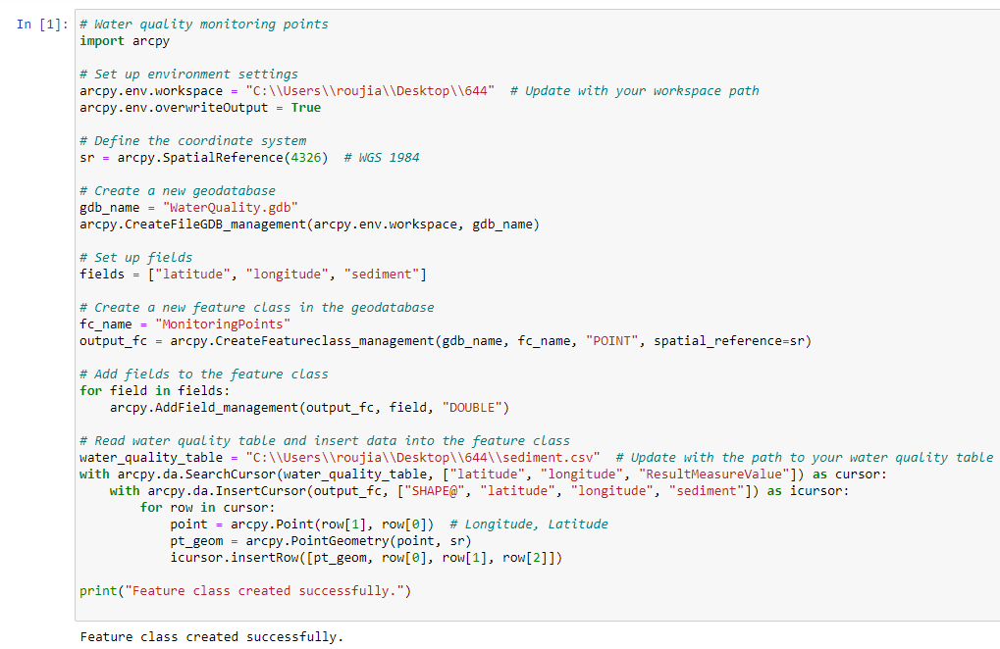 In [1]: # Water quality monitoring points
import arcpy

# Set up environment settings
arcpy.env.workspace = "C:\\Users\\roujia\\Desktop\\644"  # Update with your workspace path
arcpy.env.overwriteOutput = True

# Define the coordinate system
sr = arcpy.SpatialReference(4326)  # WGS 1984

# Create a new geodatabase
gdb_name = "WaterQuality.gdb"
arcpy.CreateFileGDB_management(arcpy.env.workspace, gdb_name)

# Set up fields
fields = ["latitude", "longitude", "sediment"]

# Create a new feature class in the geodatabase
fc_name = "MonitoringPoints"
output_fc = arcpy.CreateFeatureclass_management(gdb_name, fc_name, "POINT", spatial_reference=sr)

# Add fields to the feature class
for field in fields:
    arcpy.AddField_management(output_fc, field, "DOUBLE")

# Read water quality table and insert data into the feature class
water_quality_table = "C:\\Users\\roujia\\Desktop\\644\\sediment.csv"  # Update with the path to your water quality table
with arcpy.da.SearchCursor(water_quality_table, ["latitude", "longitude", "ResultMeasureValue"]) as cursor:
    with arcpy.da.InsertCursor(output_fc, ["SHAPE@", "latitude", "longitude", "sediment"]) as icursor:
        for row in cursor:
            point = arcpy.Point(row[1], row[0])  # Longitude, Latitude
            pt_geom = arcpy.PointGeometry(point, sr)
            icursor.insertRow([pt_geom, row[0], row[1], row[2]])

print("Feature class created successfully.")

Feature class created successfully.